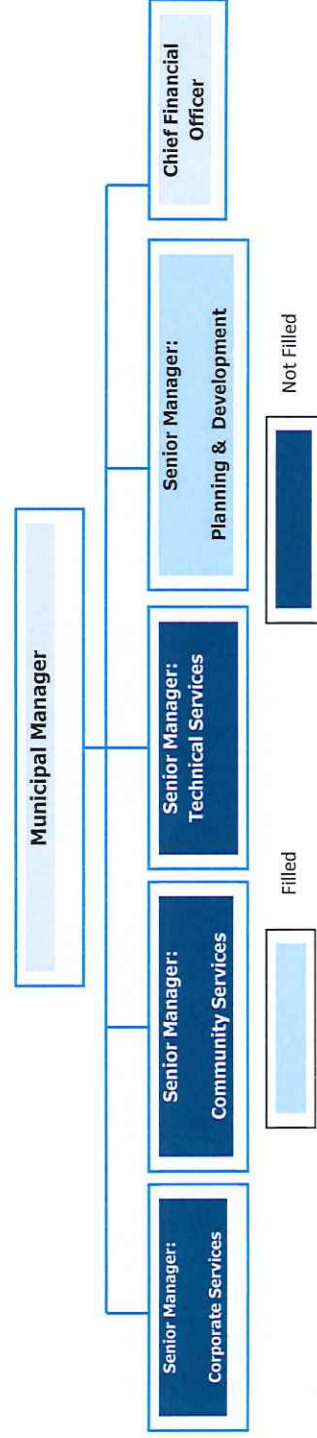 Municipal Manager
Senior Manager:
Corporate Services
Senior Manager:
Community Services
Senior Manager:
Technical Services
Senior Manager:
Planning & Development
Chief Financial
Officer
Filled
Not Filled